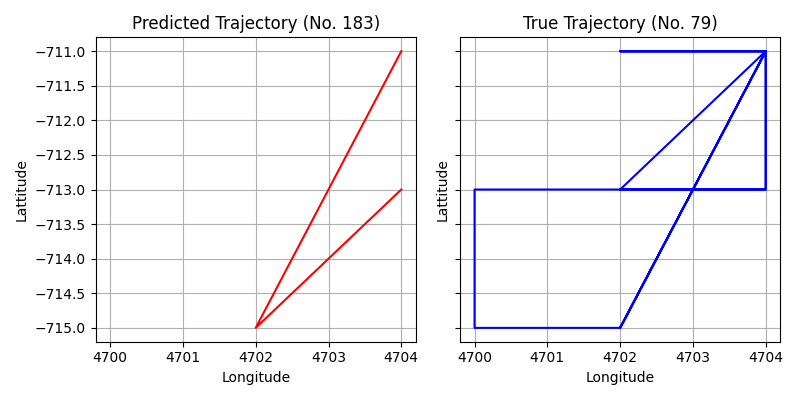 Predicted Trajectory (No. 183)
True Trajectory (No. 79)
−711.0
−711.5
−712.0
−712.5
−713.0
−713.5
−714.0
−714.5
−715.0
Lattitude
Lattitude
4700 4701 4702 4703 4704
4700 4701 4702 4703 4704
Longitude
Longitude